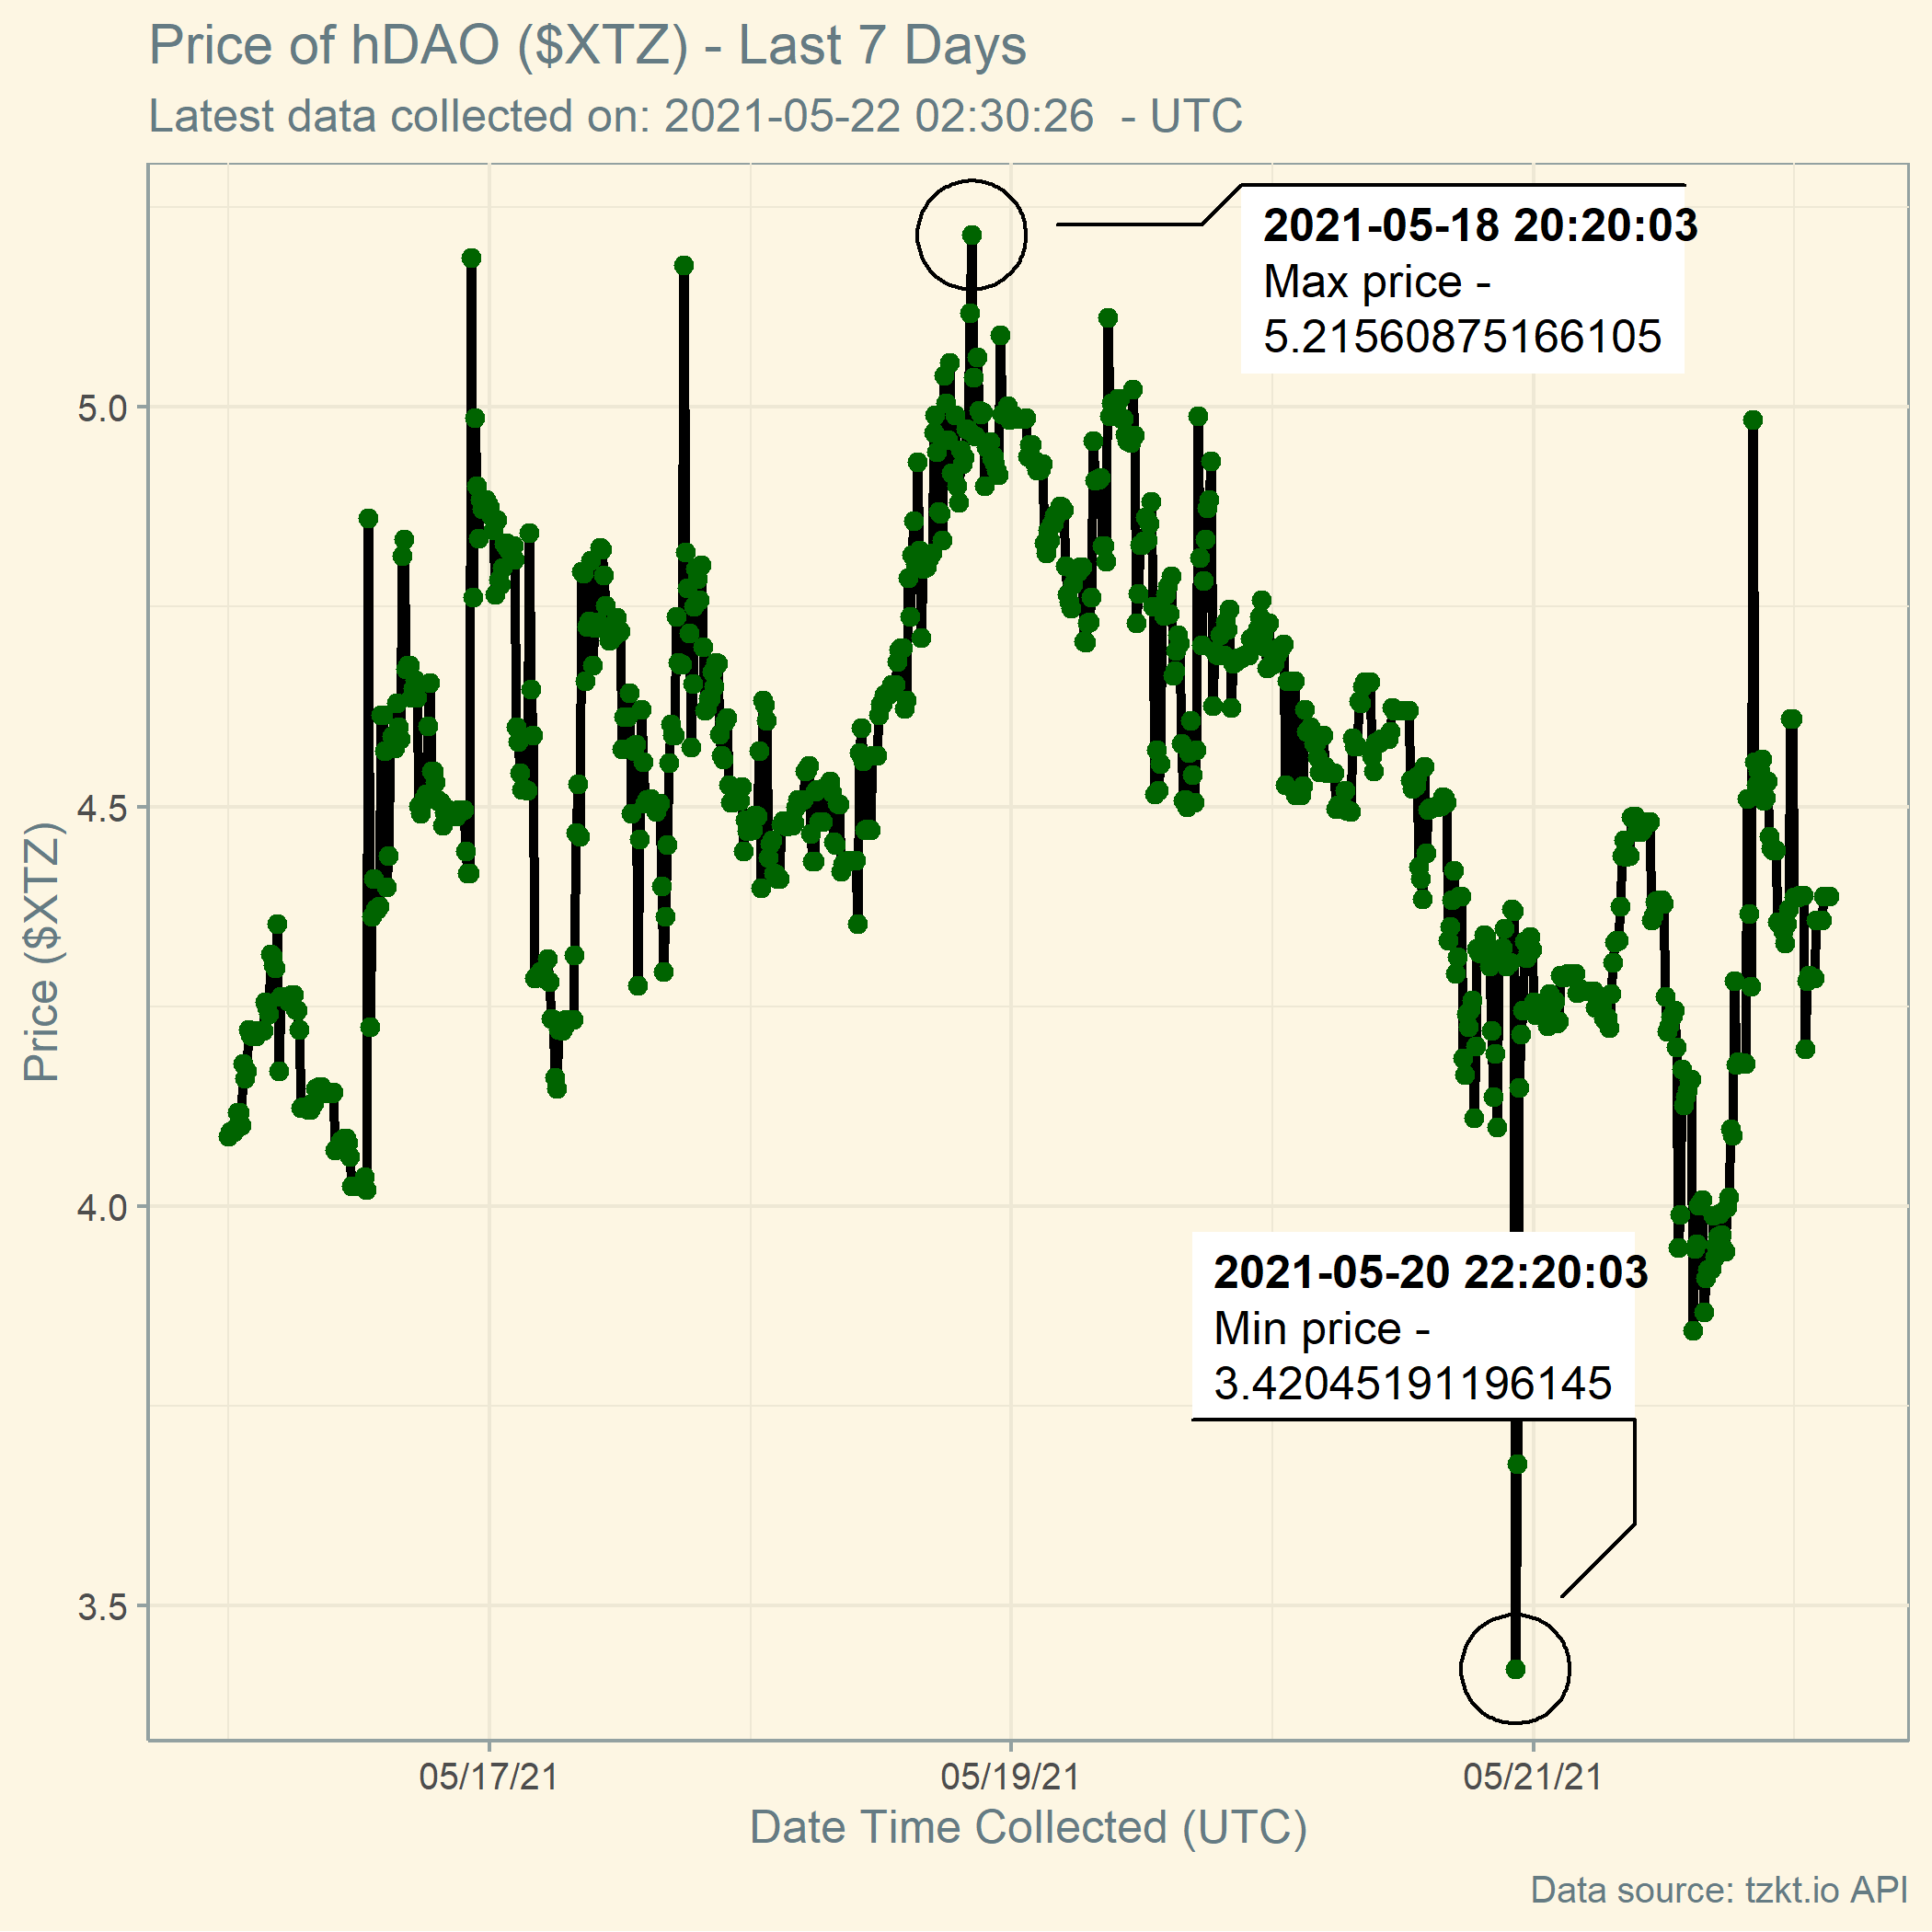 Price of hDAO ($XTZ) - Last 7 Days
Latest data collected on: 2021-05-22 02:30:26  - UTC
2021-05-18 20:20:03
Max price -
5.21560875166105
5.0
4.5
Price ($XTZ)
4.0
2021-05-20 22:20:03
Min price -
3.42045191196145
3.5
05/17/21
05/19/21
05/21/21
Date Time Collected (UTC)
Data source: tzkt.io API